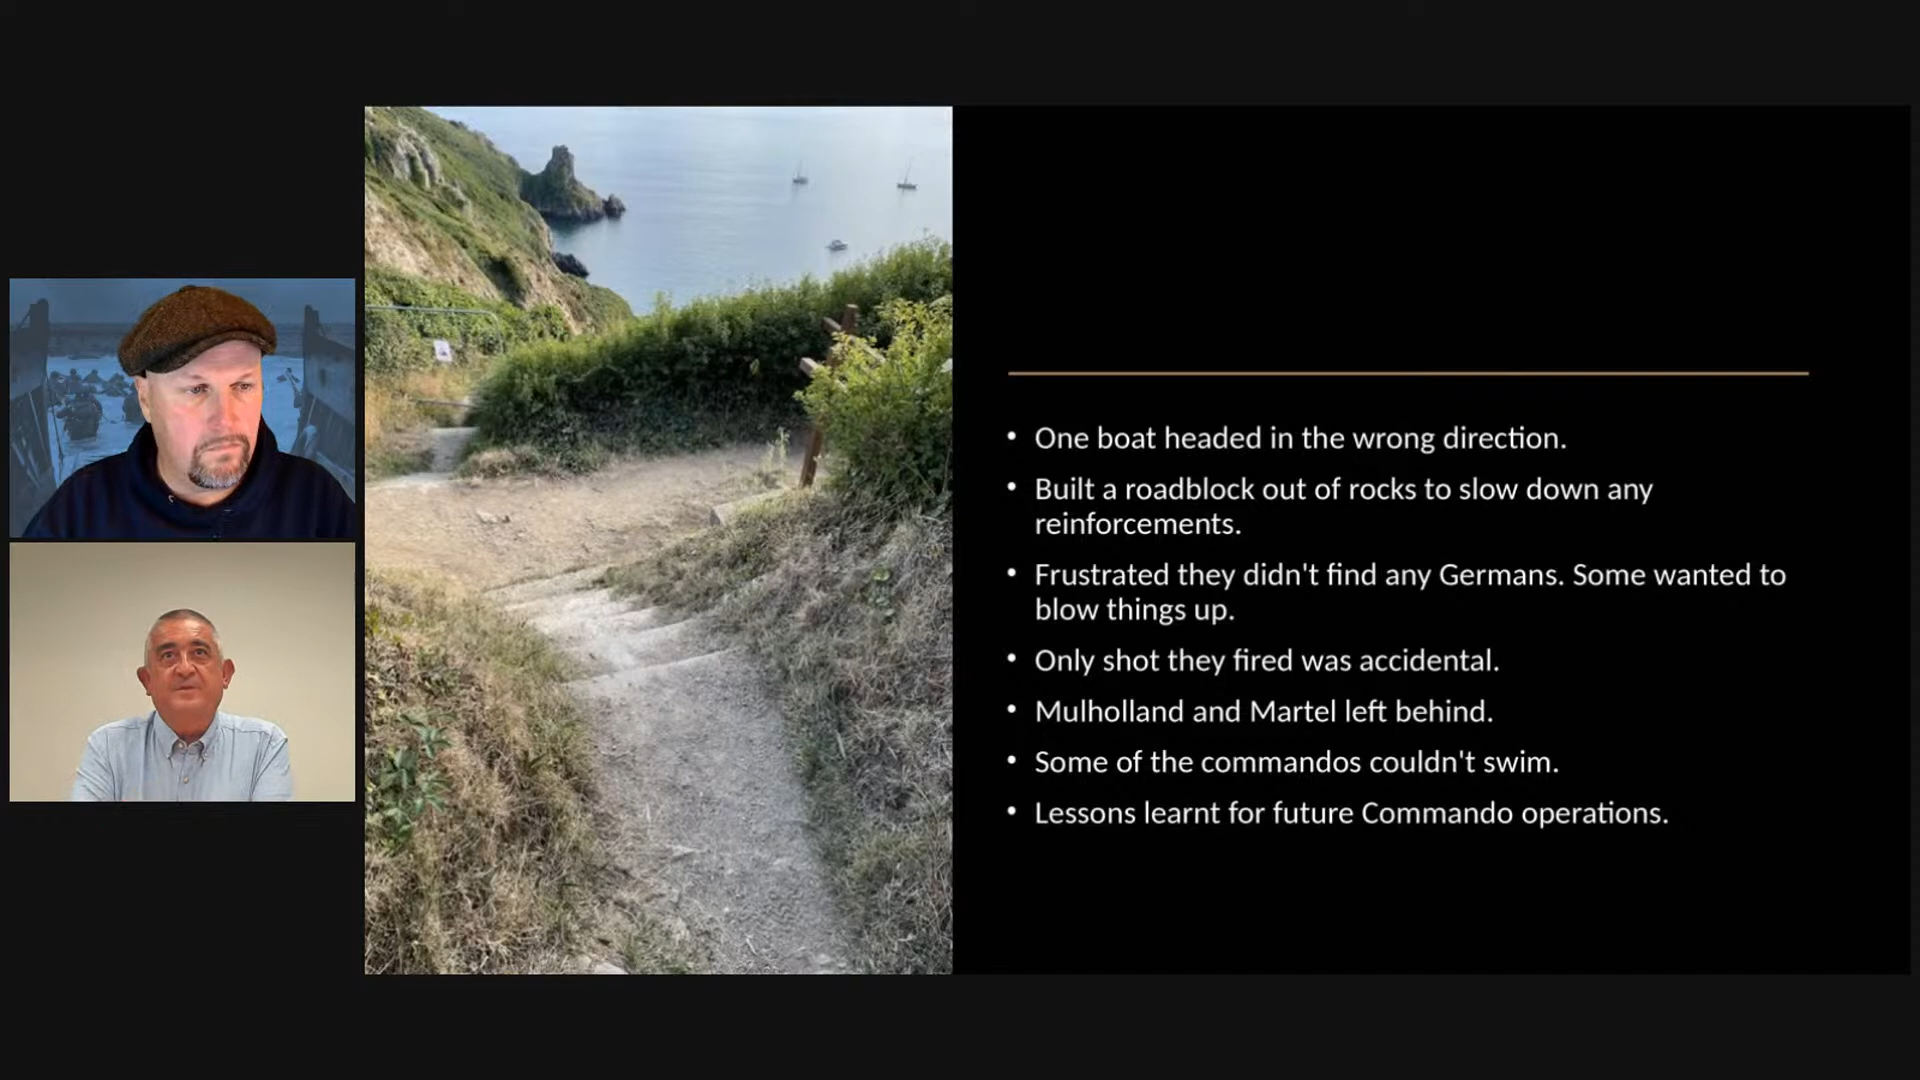 • One boat headed in the wrong direction.
• Built a roadblock out of rocks to slow down any
reinforcements.
• Frustrated they didn't find any Germans. Some wanted to
blow things up.
• Only shot they fired was accidental.
• Mulholland and Martel left behind.
• Some of the commandos couldn't swim.
• Lessons learnt for future Commando operations.